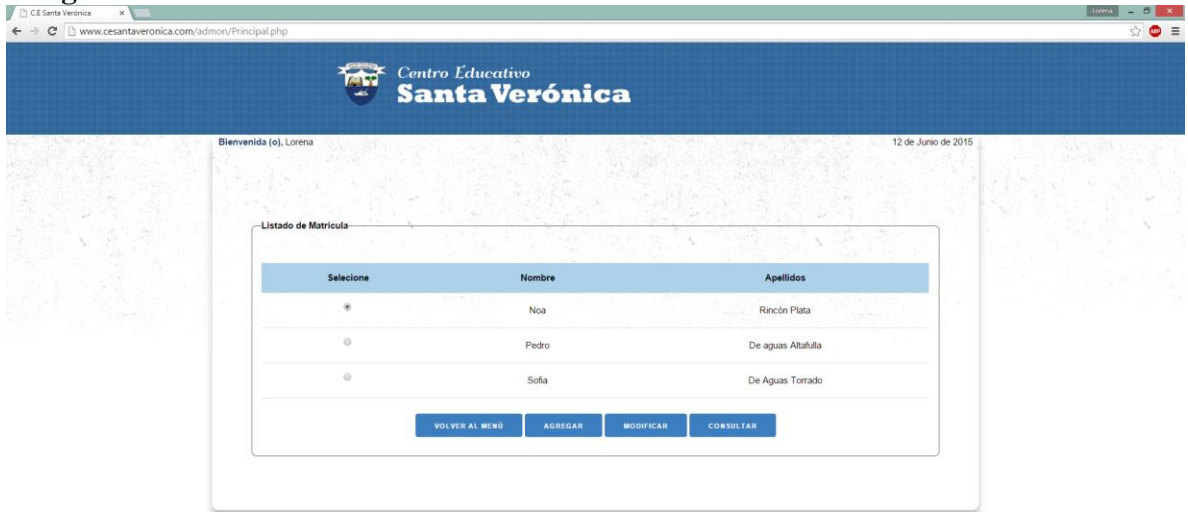 C.E Santa Verónica
Lorena
www.cesantaveronica.com/admon/Principal.php
ABP
Centro Educativo
Santa Verónica
Bienvenida (o), Lorena
12 de Junio de 2015
Listado de Matricula
Selecione Nombre Apellidos
Noa Rincón Plata
Pedro De aguas Altafulla
Sofia De Aguas Torrado
VOLVER AL MENÚ AGREGAR MODIFICAR CONSULTAR